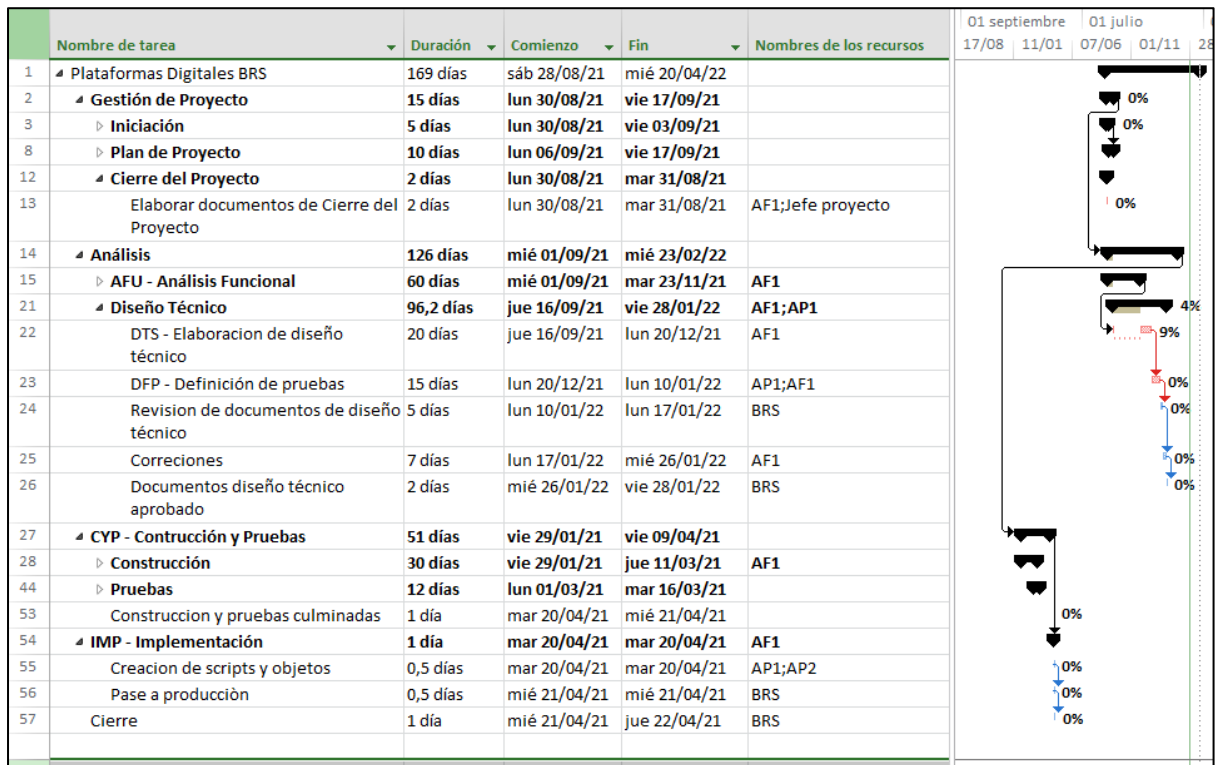 01 septiembre 01 julio
Nombre de tarea Duración Comienzo Fin Nombres de los recursos 17/08 11/01 07/06 01/11 28
1 Plataformas Digitales BRS 169 días sáb 28/08/21 mié 20/04/22
2 Gestión de Proyecto 15 días lun 30/08/21 vie 17/09/21 0%
3 Iniciación 5 días lun 30/08/21 vie 03/09/21 0%
8 Plan de Proyecto 10 días lun 06/09/21 vie 17/09/21
12 Cierre del Proyecto 2 días lun 30/08/21 mar 31/08/21
13 Elaborar documentos de Cierre del 2 días lun 30/08/21 mar 31/08/21 AF1;Jefe proyecto 0%
Proyecto
14 Análisis 126 días mié 01/09/21 mié 23/02/22
15 AFU - Análisis Funcional 60 días mié 01/09/21 mar 23/11/21 AF1
21 Diseño Técnico 96,2 días jue 16/09/21 vie 28/01/22 AF1;AP1 4%
22 DTS - Elaboracion de diseño 20 días jue 16/09/21 lun 20/12/21 AF1 9%
técnico
23 DFP - Definición de pruebas 15 días lun 20/12/21 lun 10/01/22 AP1;AF1 0%
24 Revision de documentos de diseño 5 días lun 10/01/22 lun 17/01/22 BRS 0%
técnico
25 Correciones 7 días lun 17/01/22 mié 26/01/22 AF1 0%
26 Documentos diseño técnico 2 días mié 26/01/22 vie 28/01/22 BRS 0%
aprobado
27 CYP - Contrucción y Pruebas 51 días vie 29/01/21 vie 09/04/21
28 Construcción 30 días vie 29/01/21 jue 11/03/21 AF1
44 Pruebas 12 días lun 01/03/21 mar 16/03/21
53 Construccion y pruebas culminadas 1 día mar 20/04/21 mié 21/04/21 0%
54 IMP - Implementación 1 día mar 20/04/21 mar 20/04/21 AF1
55 Creacion de scripts y objetos 0,5 días mar 20/04/21 mar 20/04/21 AP1;AP2 0%
56 Pase a producciòn 0,5 días mié 21/04/21 mié 21/04/21 BRS 0%
57 Cierre 1 día mié 21/04/21 jue 22/04/21 BRS 0%